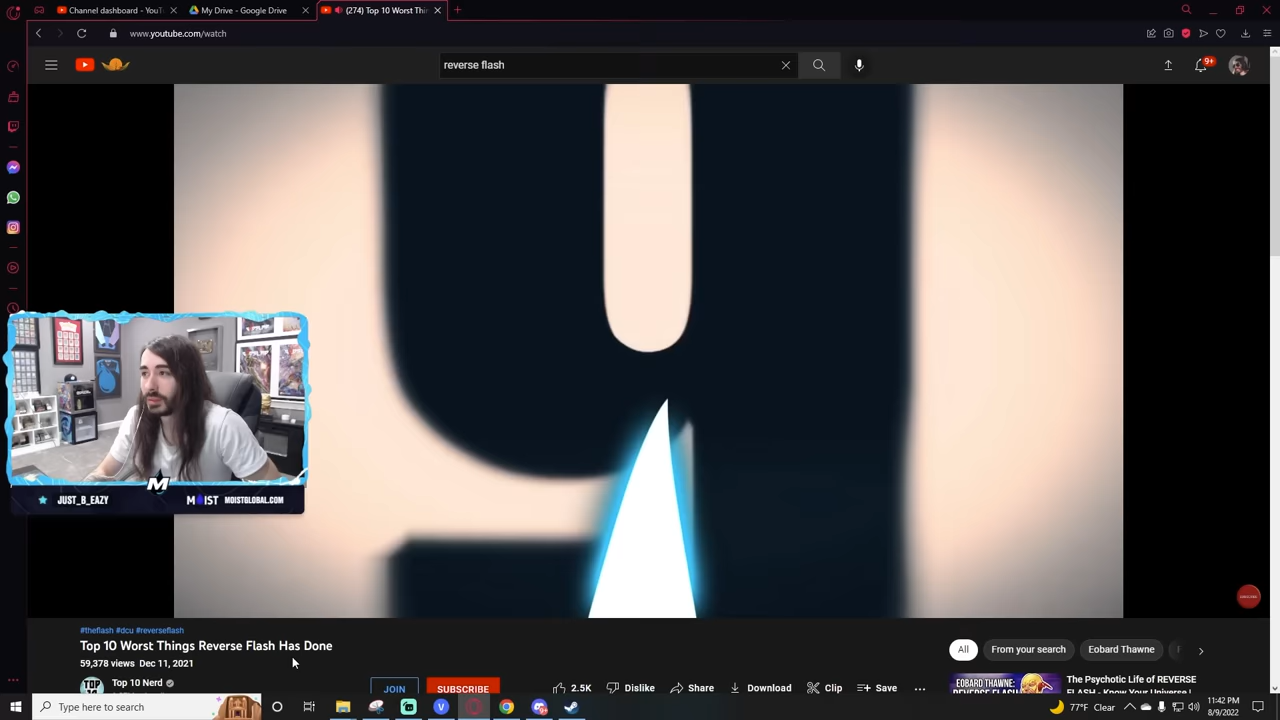 Channel dashboard - YouT
My Drive - Google Drive
(274) Top 10 Worst Thin
www.youtube.com/watch
reverse flash
9+
JUST_B_EAZY
MOIST
MOISTGLOBAL.COM
SUBSCRIBE
#theflash #dcu #reverseflash
Top 10 Worst Things Reverse Flash Has Done
59,378 views Dec 11, 2021
TOP 10
Top 10 Nerd
JOIN
SUBSCRIBE
2.5K
Dislike
Share
Download
Clip
Save
All
From your search
Eobard Thawne
EOBARD THAWNE:
The Psychotic Life of REVERSE
FLASH - Know Your Universe |
Type here to search
77°F Clear
11:42 PM
8/9/2022